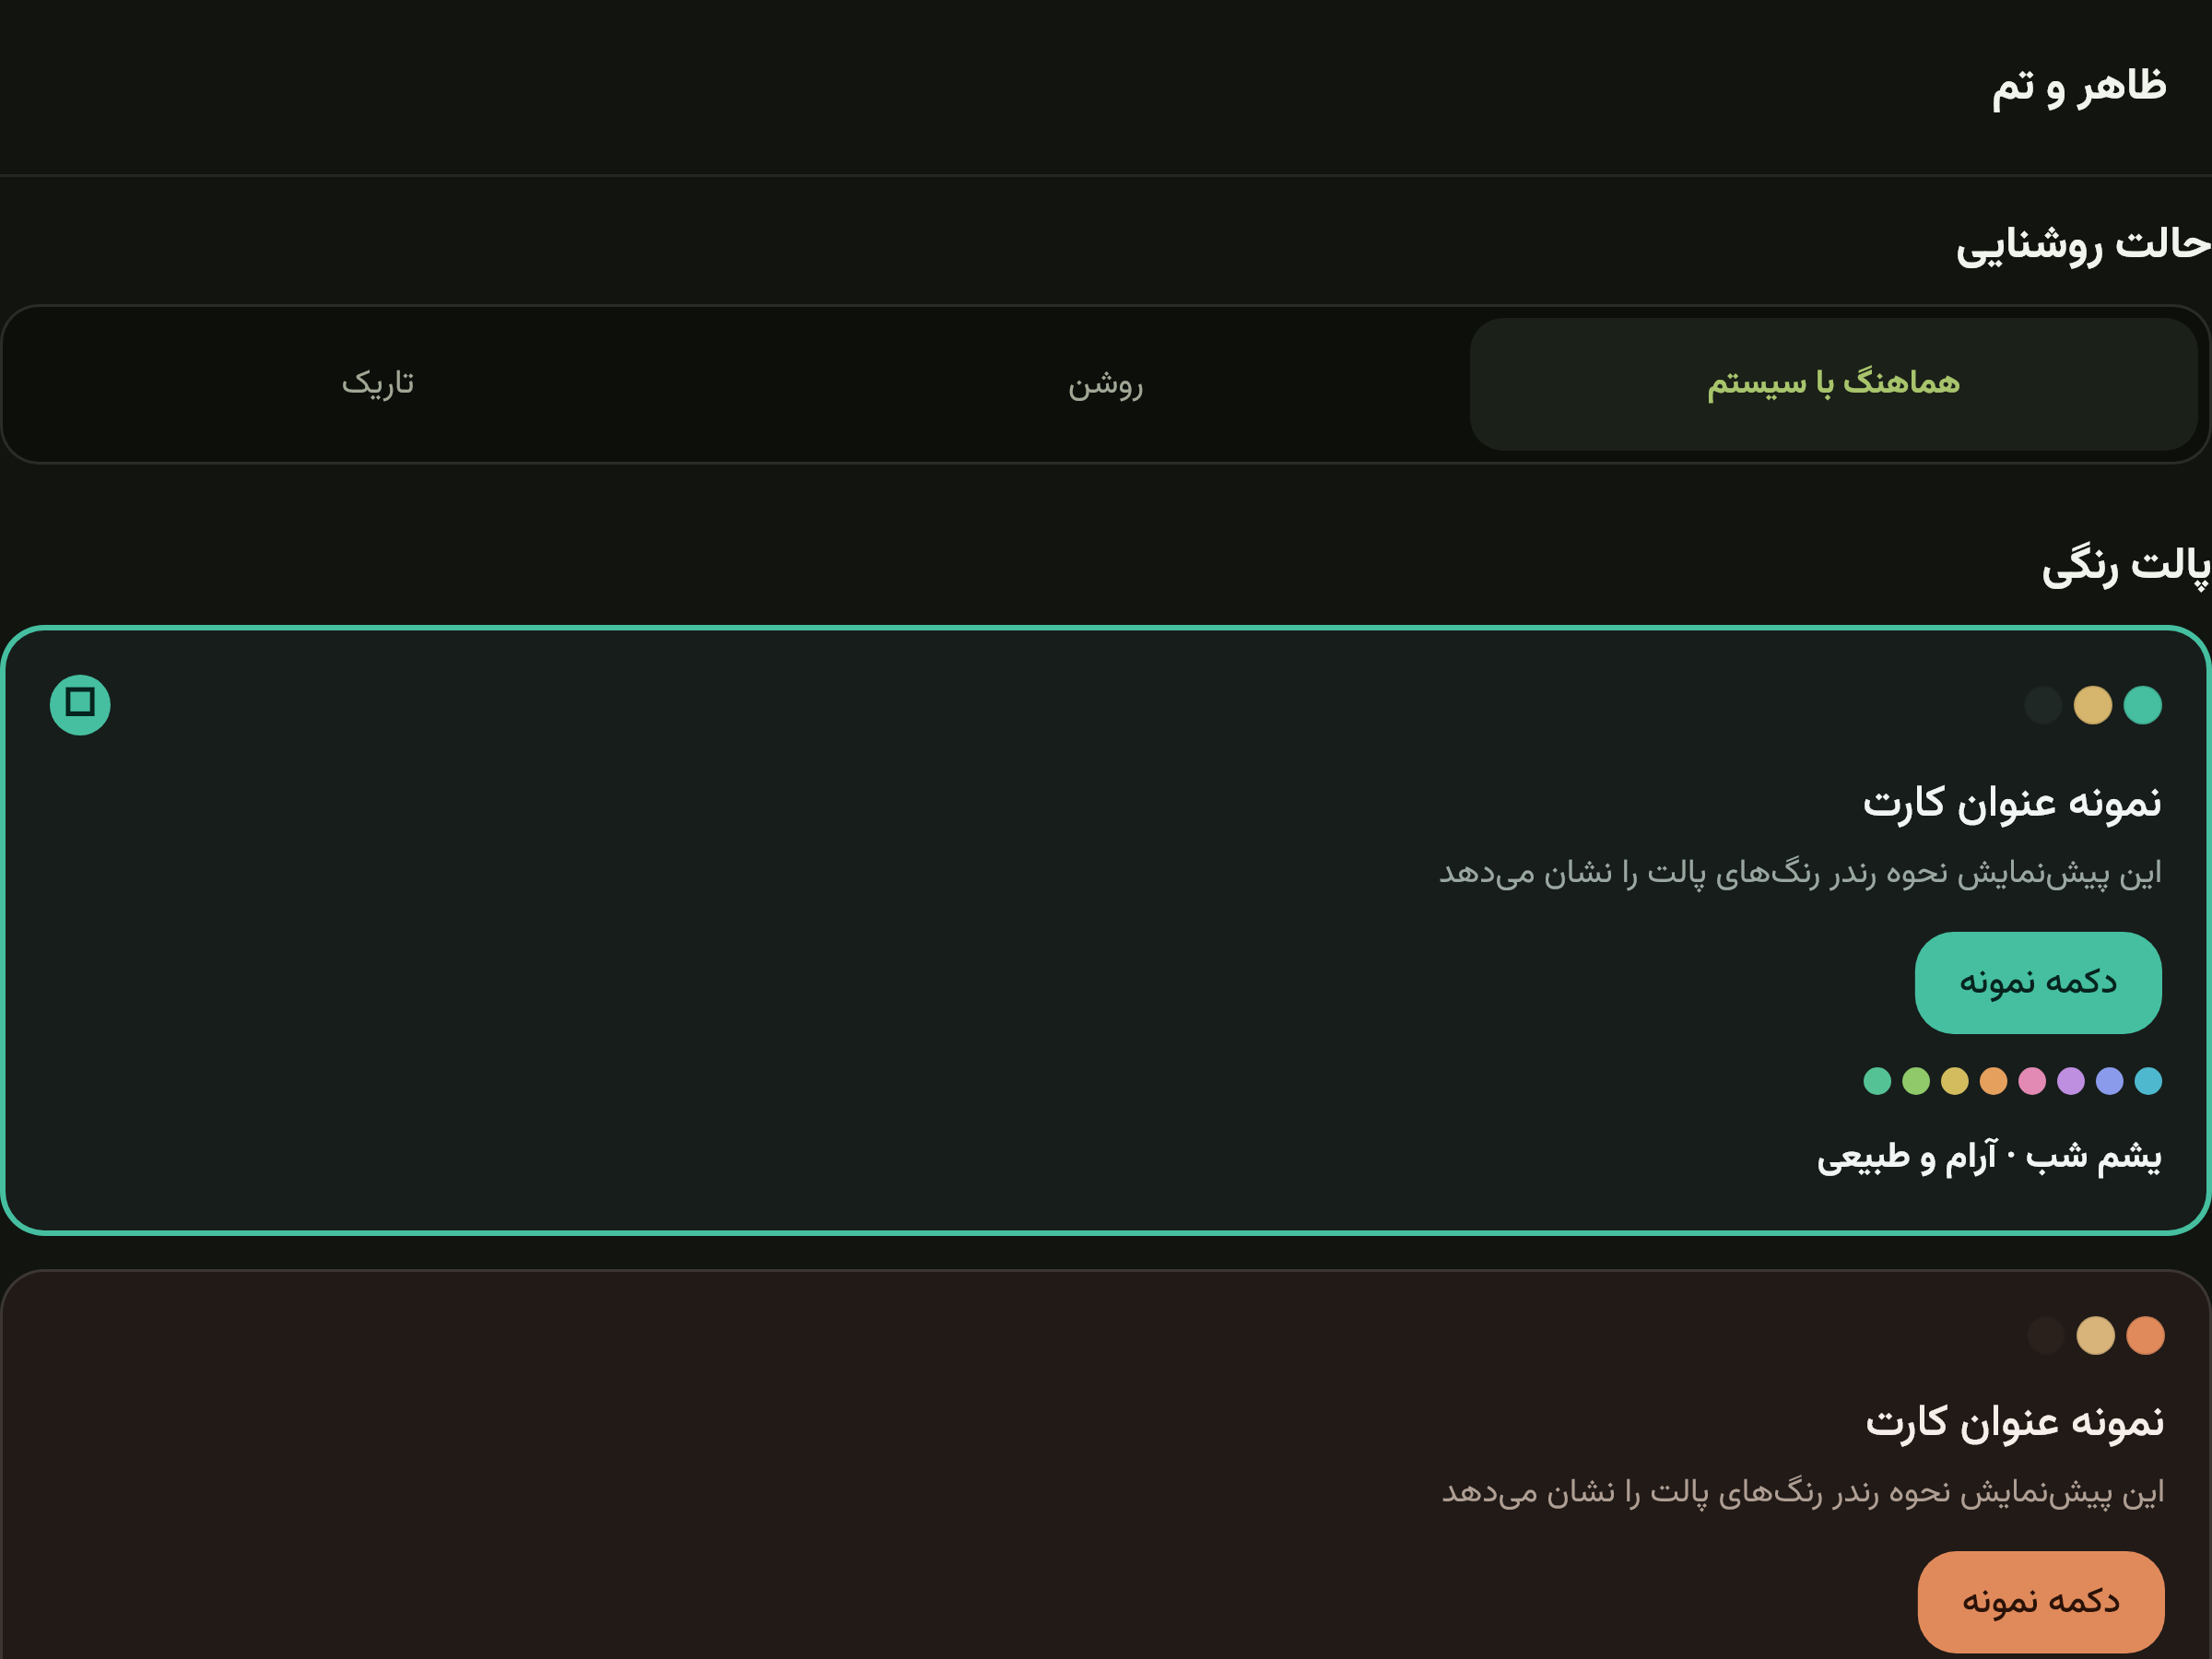 ظاهر و تم
حالت روشنایی
هماهنگ با سیستم روشن تاریک
پالت رنگی
نمونه عنوان کارت
این پیش‌نمایش نحوه رندر رنگ‌های پالت را نشان می‌دهد
دکمه نمونه
یشم شب · آرام و طبیعی
نمونه عنوان کارت
این پیش‌نمایش نحوه رندر رنگ‌های پالت را نشان می‌دهد
دکمه نمونه